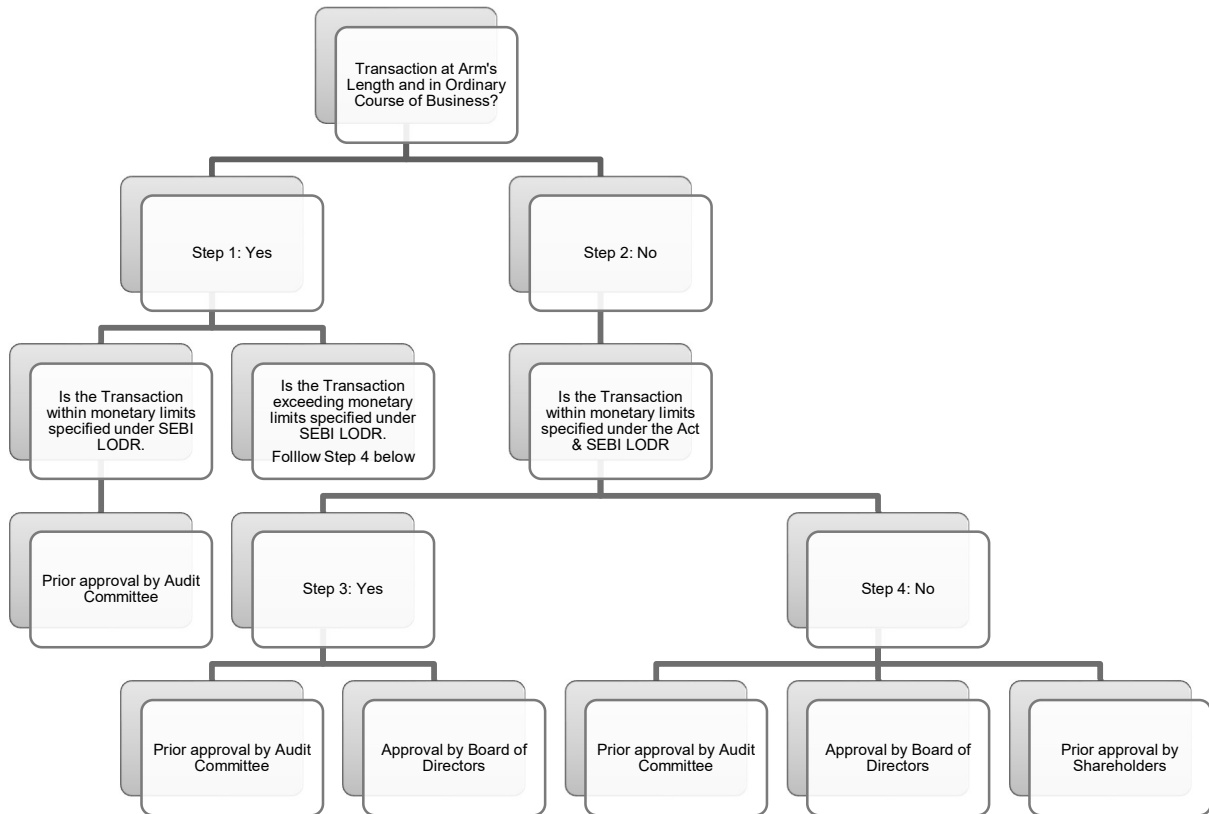 Transaction at Arm's
Length and in Ordinary
Course of Business?
Step 1: Yes
Step 2: No
Is the Transaction
within monetary limits
specified under SEBI
LODR.
Is the Transaction
exceeding monetary
limits specified under
SEBI LODR.
Folllow Step 4 below
Is the Transaction
within monetary limits
specified under the Act
& SEBI LODR
Prior approval by Audit
Committee
Step 3: Yes
Step 4: No
Prior approval by Audit
Committee
Approval by Board of
Directors
Prior approval by Audit
Committee
Approval by Board of
Directors
Prior approval by
Shareholders